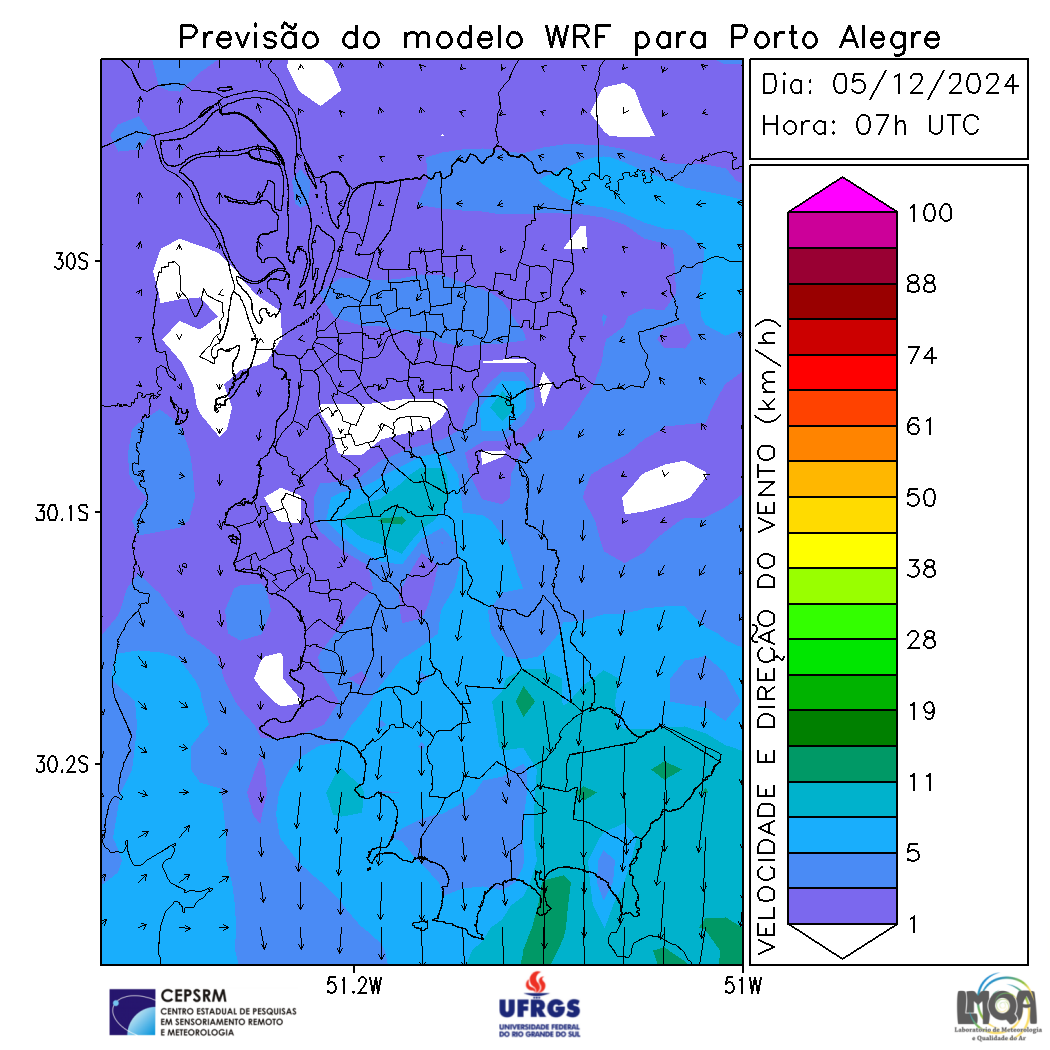 Previsão do modelo WRF para Porto Alegre
Dia: 05/12/2024
Hora: 07h UTC
30S
30.1S
30.2S
51.2W
51W
VELOCIDADE E DIREÇÃO DO VENTO (km/h)
100
88
74
61
50
38
28
19
11
5
1
CEPSRM
CENTRO ESTADUAL DE PESQUISAS
EM SENSORIAMENTO REMOTO
E METEOROLOGIA
UFRGS
UNIVERSIDADE FEDERAL
DO RIO GRANDE DO SUL
LMQA
Laboratório de Meteorologia
e Qualidade do Ar